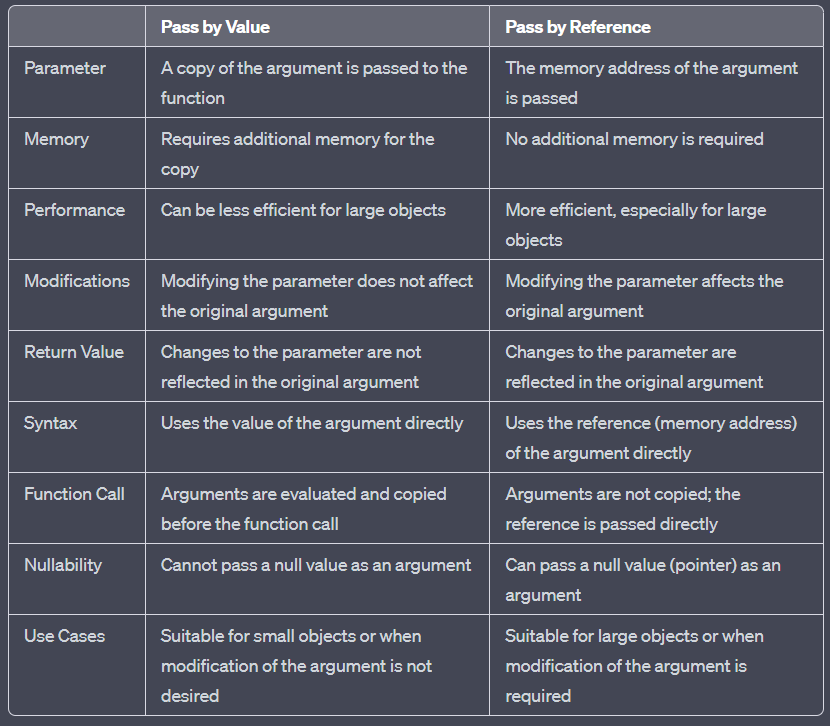 Pass by Value Pass by Reference
Parameter A copy of the argument is passed to the The memory address of the argument
function is passed
Memory Requires additional memory for the No additional memory is required
copy
Performance Can be less efficient for large objects More efficient, especially for large
objects
Modifications Modifying the parameter does not affect Modifying the parameter affects the
the original argument original argument
Return Value Changes to the parameter are not Changes to the parameter are
reflected in the original argument reflected in the original argument
Syntax Uses the value of the argument directly Uses the reference (memory address)
of the argument directly
Function Call Arguments are evaluated and copied Arguments are not copied; the
before the function call reference is passed directly
Nullability Cannot pass a null value as an argument Can pass a null value (pointer) as an
argument
Use Cases Suitable for small objects or when Suitable for large objects or when
modification of the argument is not modification of the argument is
desired required